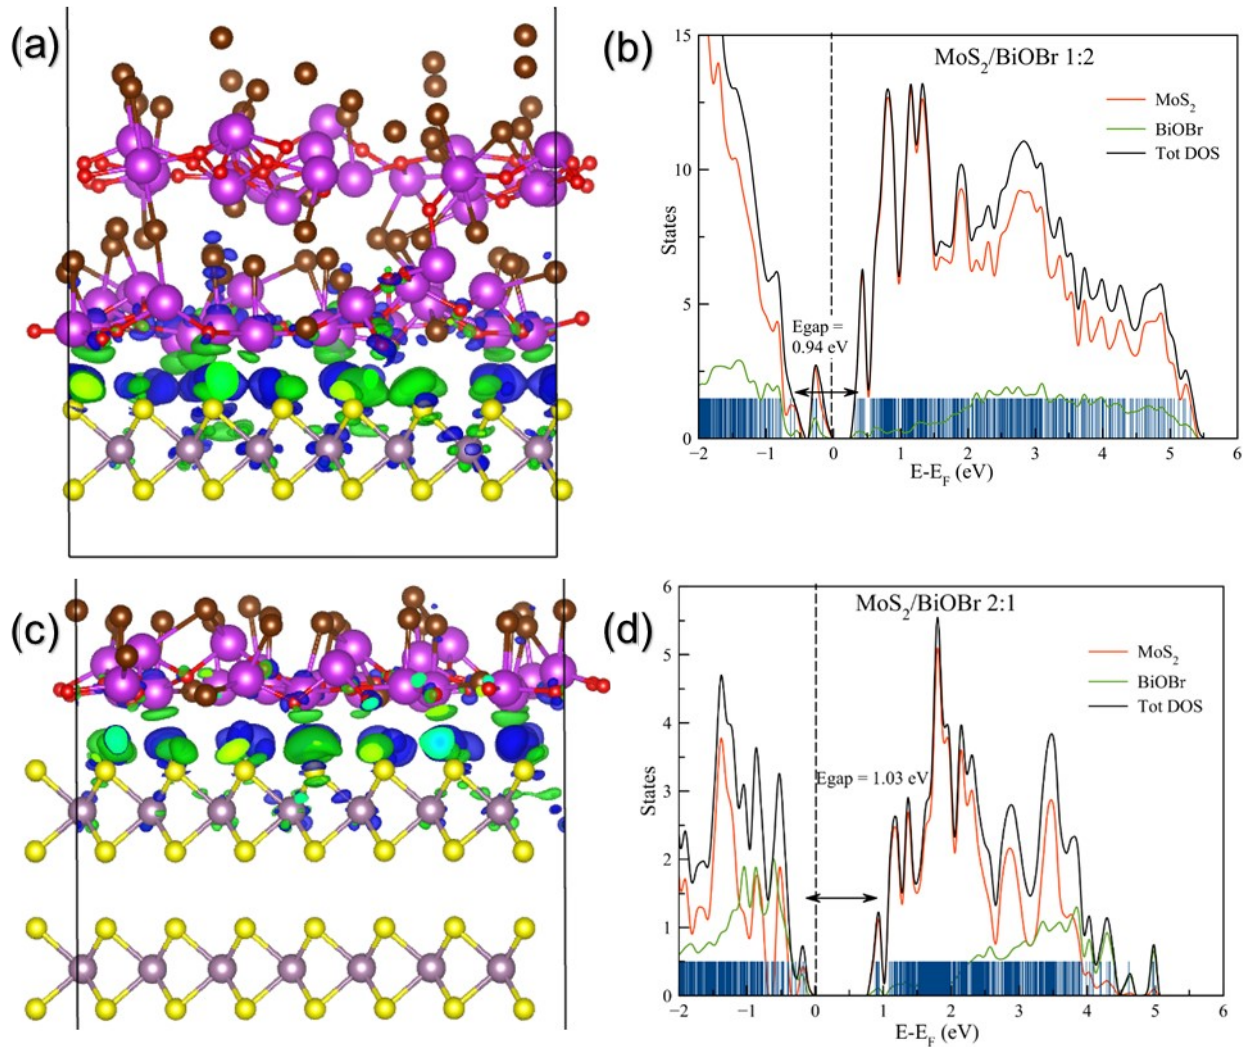 (a)
(b)
MoS₂/BiOBr 1:2
MoS₂
BiOBr
Tot DOS
Egap =
0.94 eV
States
15
10
5
0
−2 −1 0 1 2 3 4 5 6
E-E_F (eV)
(c)
(d)
MoS₂/BiOBr 2:1
MoS₂
BiOBr
Tot DOS
Egap = 1.03 eV
States
6
5
4
3
2
1
0
−2 −1 0 1 2 3 4 5 6
E-E_F (eV)